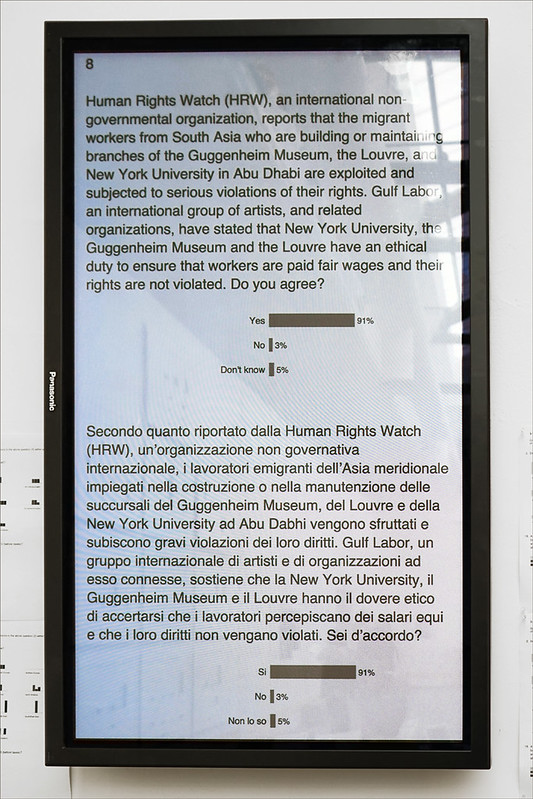 8
Human Rights Watch (HRW), an international non-
governmental organization, reports that the migrant
workers from South Asia who are building or maintaining
branches of the Guggenheim Museum, the Louvre, and
New York University in Abu Dhabi are exploited and
subjected to serious violations of their rights. Gulf Labor,
an international group of artists, and related
organizations, have stated that New York University, the
Guggenheim Museum and the Louvre have an ethical
duty to ensure that workers are paid fair wages and their
rights are not violated. Do you agree?
Yes 91%
No 3%
Don't know 5%
Panasonic
Secondo quanto riportato dalla Human Rights Watch
(HRW), un'organizzazione non governativa
internazionale, i lavoratori emigranti dell'Asia meridionale
impiegati nella costruzione o nella manutenzione delle
succursali del Guggenheim Museum, del Louvre e della
New York University ad Abu Dabhi vengono sfruttati e
subiscono gravi violazioni dei loro diritti. Gulf Labor, un
gruppo internazionale di artisti e di organizzazioni ad
esso connesse, sostiene che la New York University, il
Guggenheim Museum e il Louvre hanno il dovere etico
di accertarsi che i lavoratori percepiscano dei salari equi
e che i loro diritti non vengano violati. Sei d'accordo?
Si 91%
No 3%
Non lo so 5%